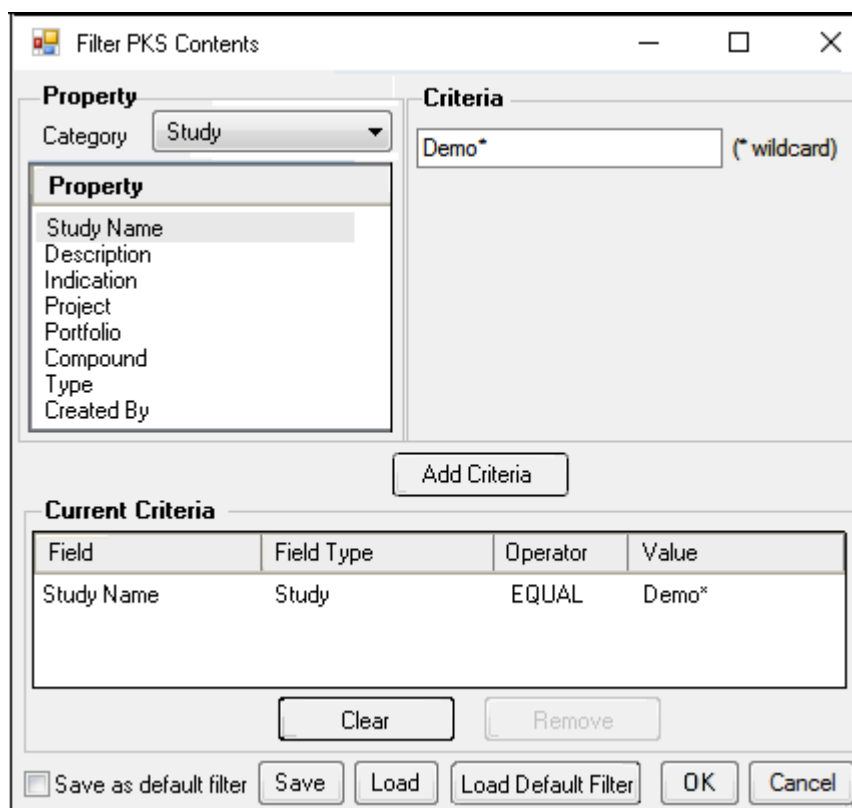 Filter PKS Contents
Property
Category Study
Property
Study Name
Description
Indication
Project
Portfolio
Compound
Type
Created By
Criteria
Demo* (* wildcard)
Add Criteria
Current Criteria
Field Field Type Operator Value
Study Name Study EQUAL Demo*
Clear Remove
Save as default filter Save Load Load Default Filter OK Cancel